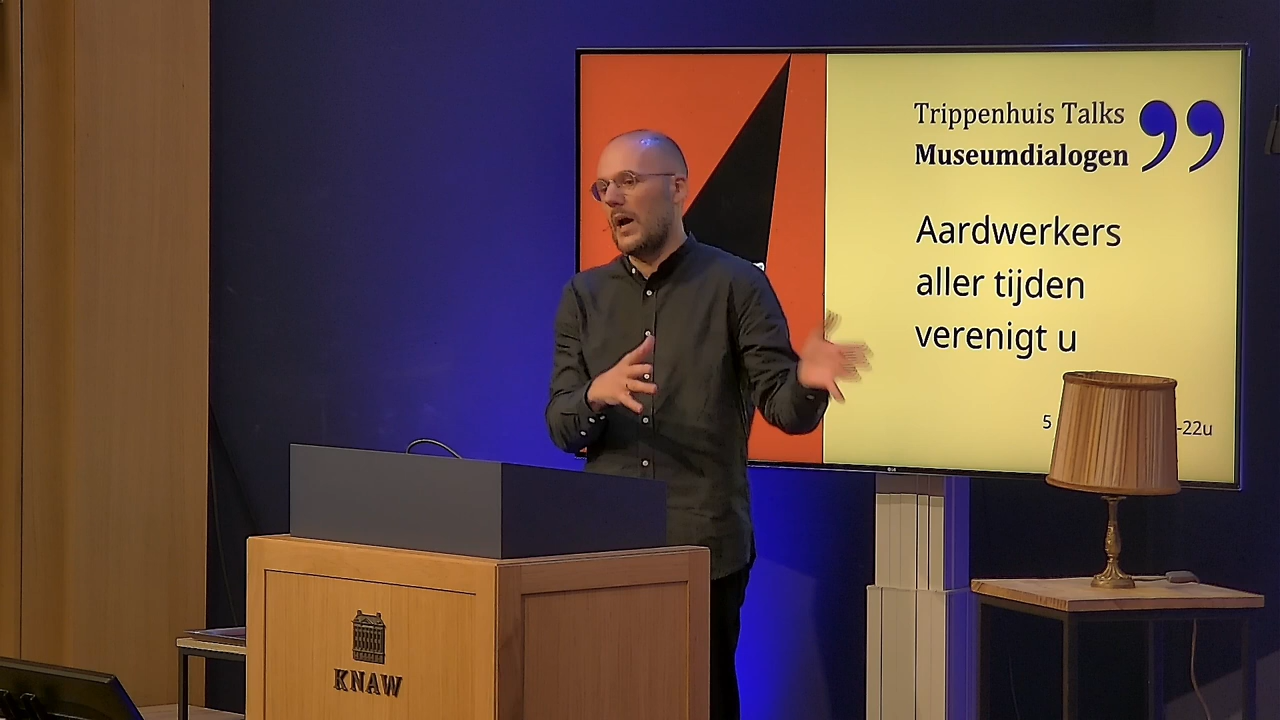 Trippenhuis Talks
Museumdialogen
Aardwerkers
aller tijden
verenigt u
5
-22u
KNAW